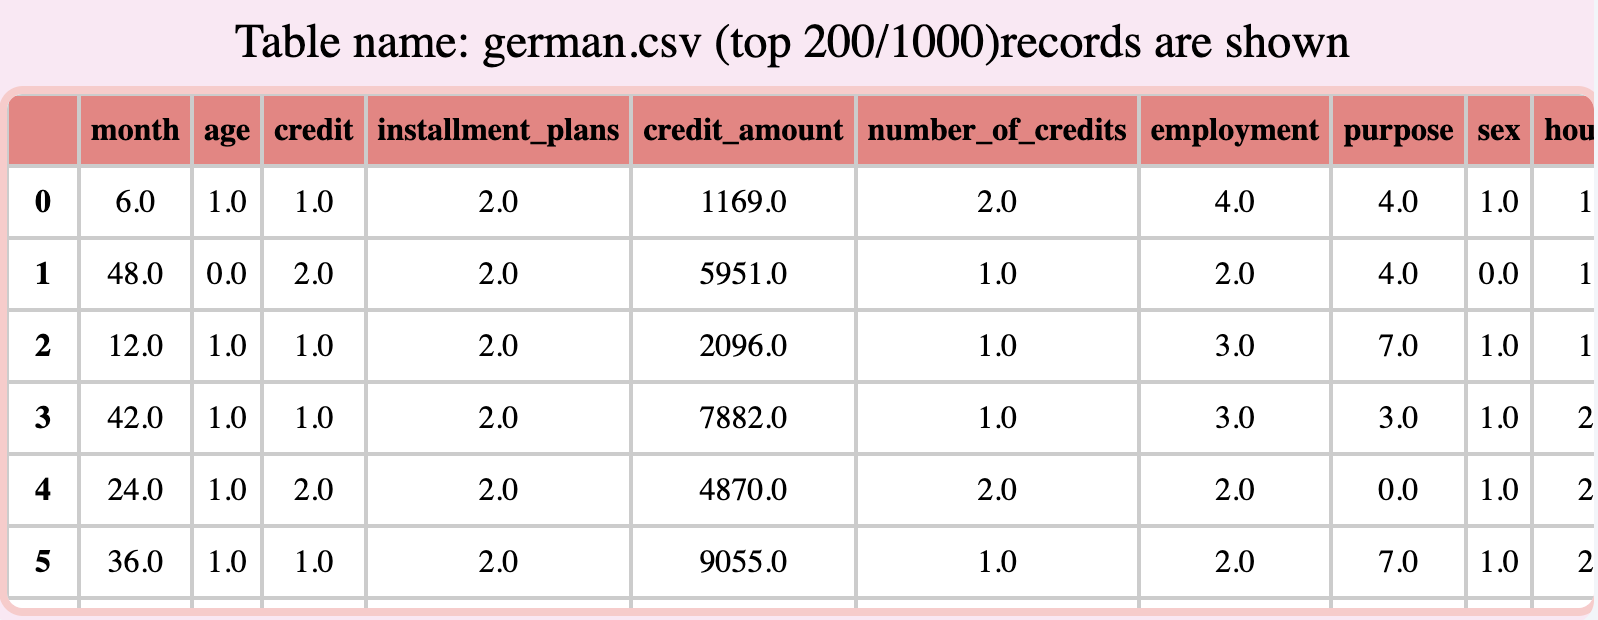 Table name: german.csv (top 200/1000)records are shown
month age credit installment_plans credit_amount number_of_credits employment purpose sex hou
0 6.0 1.0 1.0 2.0 1169.0 2.0 4.0 4.0 1.0 1
1 48.0 0.0 2.0 2.0 5951.0 1.0 2.0 4.0 0.0 1
2 12.0 1.0 1.0 2.0 2096.0 1.0 3.0 7.0 1.0 1
3 42.0 1.0 1.0 2.0 7882.0 1.0 3.0 3.0 1.0 2
4 24.0 1.0 2.0 2.0 4870.0 2.0 2.0 0.0 1.0 2
5 36.0 1.0 1.0 2.0 9055.0 1.0 2.0 7.0 1.0 2